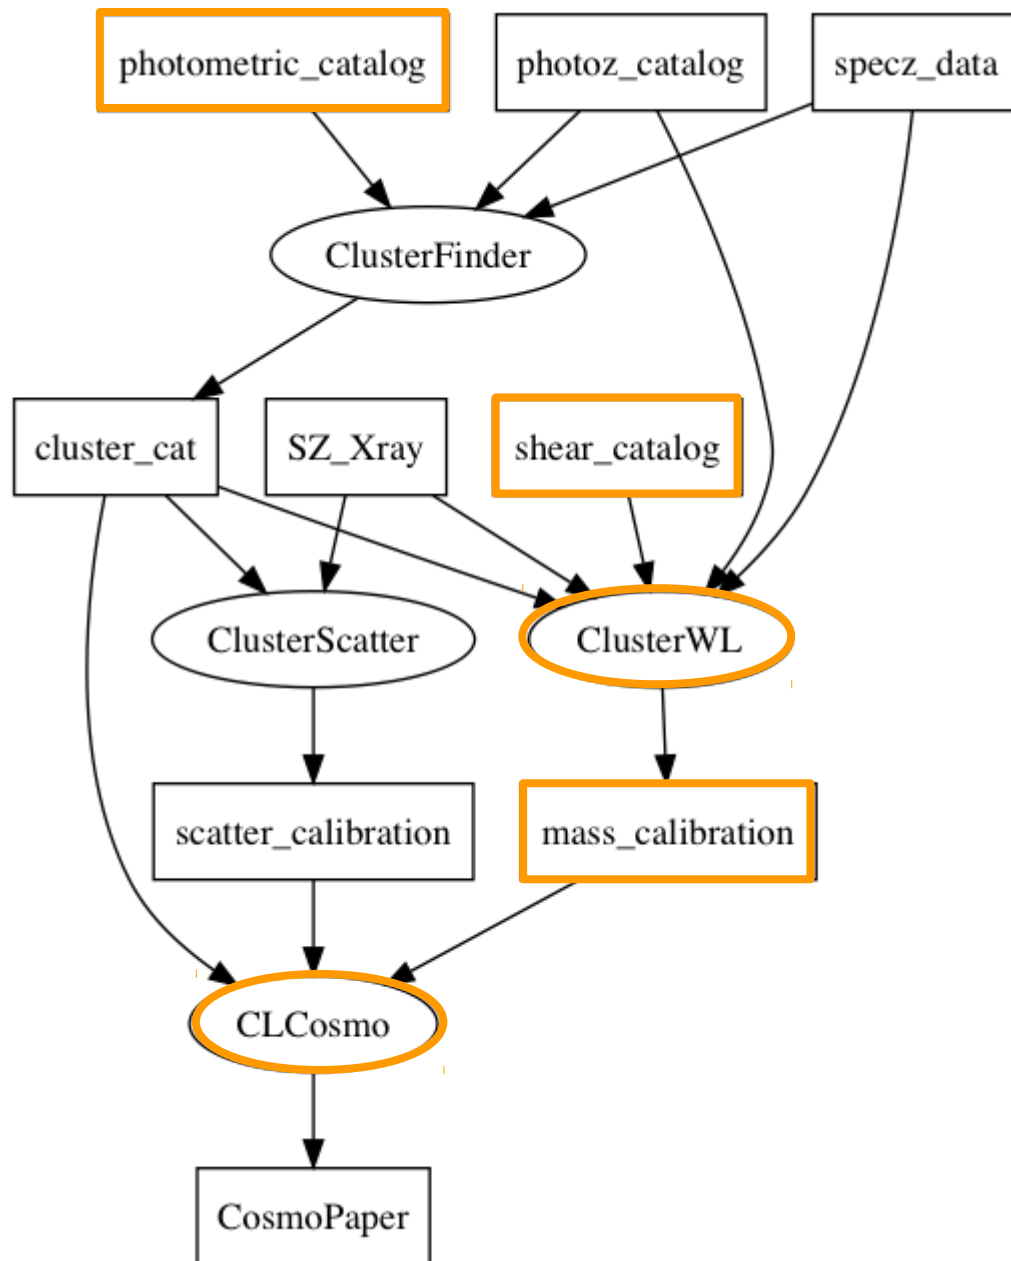 photometric_catalog
photoz_catalog
specz_data
ClusterFinder
cluster_cat
SZ_Xray
shear_catalog
ClusterScatter
ClusterWL
scatter_calibration
mass_calibration
CLCosmo
CosmoPaper